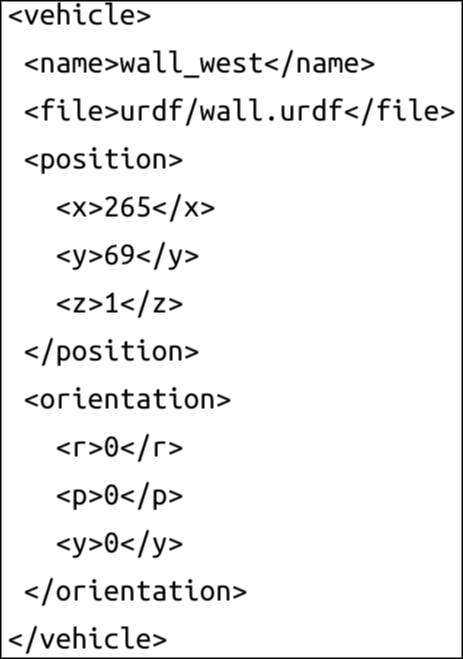 <vehicle>
<name>wall_west</name>
<file>urdf/wall.urdf</file>
<position>
<x>265</x>
<y>69</y>
<z>1</z>
</position>
<orientation>
<r>0</r>
<p>0</p>
<y>0</y>
</orientation>
</vehicle>